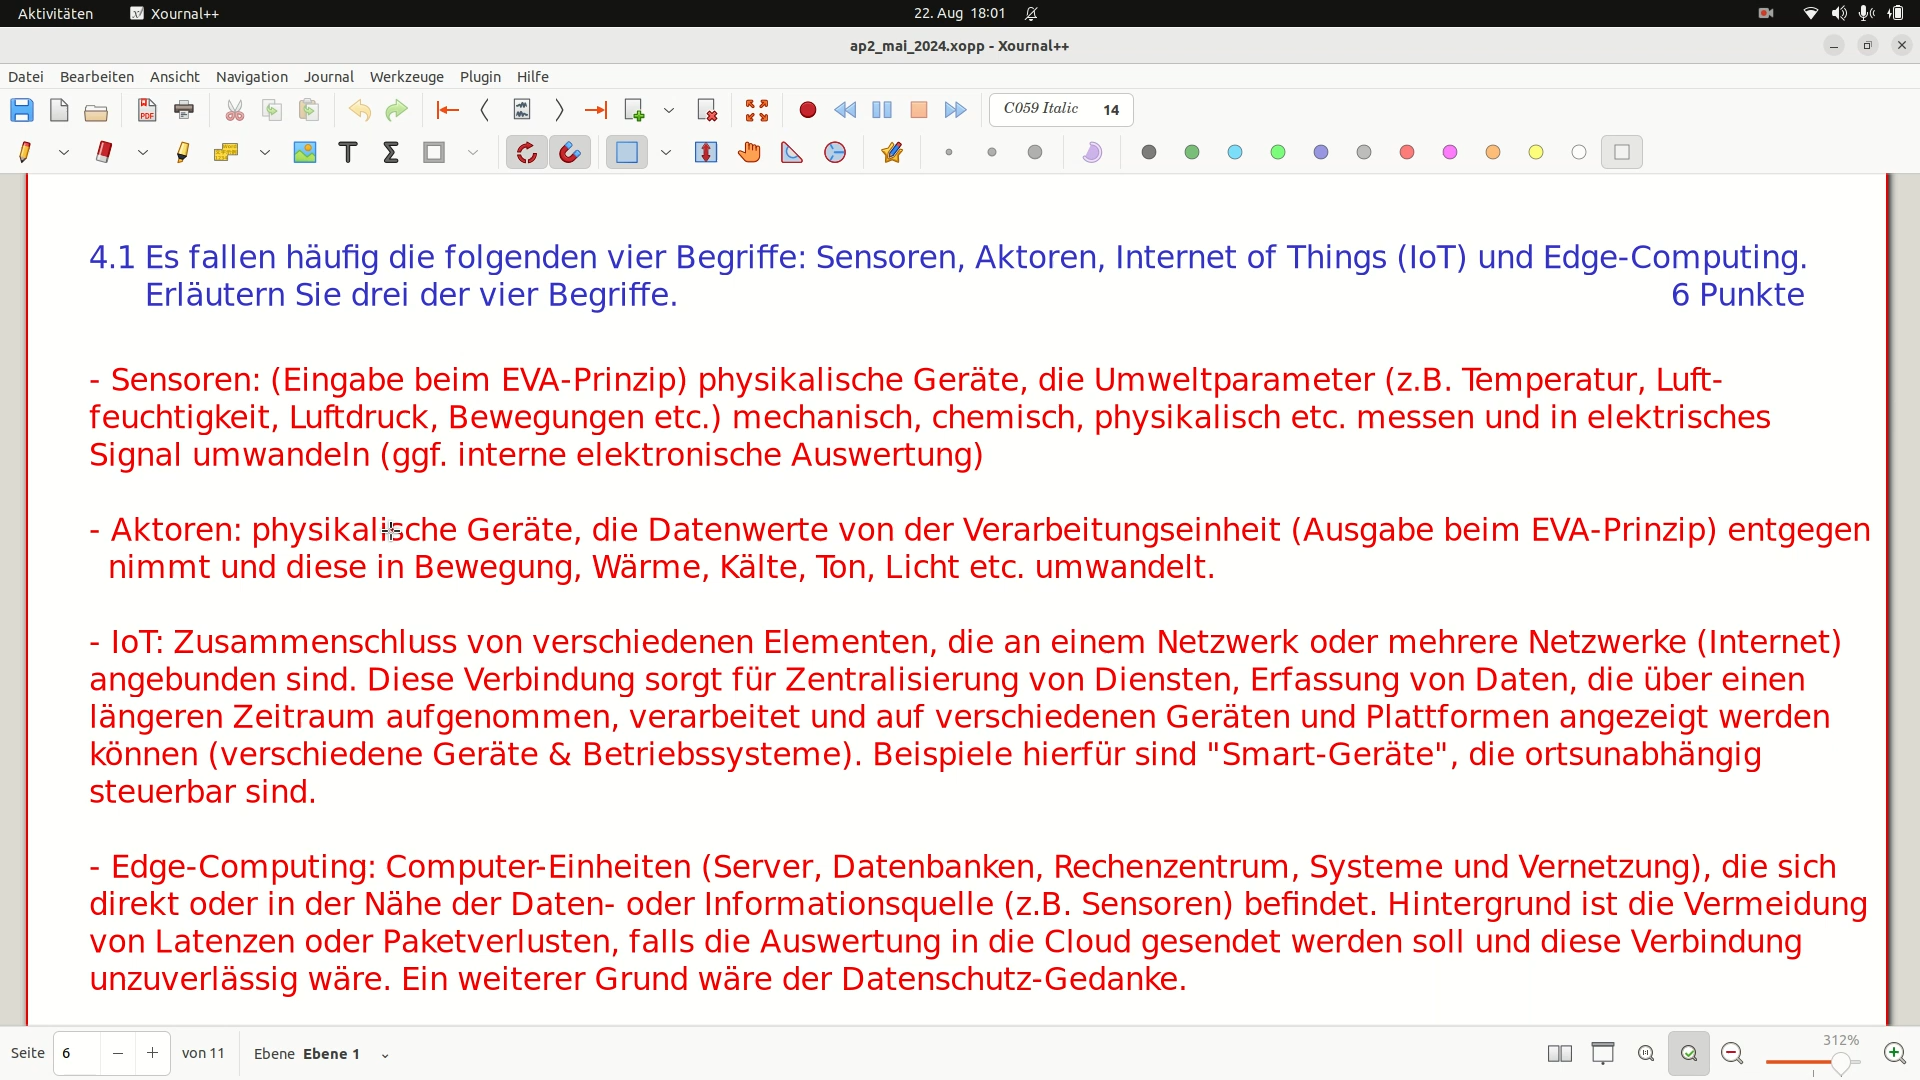 Aktivitäten Xournal++ 22. Aug 18:01
ap2_mai_2024.xopp - Xournal++
Datei Bearbeiten Ansicht Navigation Journal Werkzeuge Plugin Hilfe
C059 Italic 14
4.1 Es fallen häufig die folgenden vier Begriffe: Sensoren, Aktoren, Internet of Things (IoT) und Edge-Computing.
Erläutern Sie drei der vier Begriffe. 6 Punkte
- Sensoren: (Eingabe beim EVA-Prinzip) physikalische Geräte, die Umweltparameter (z.B. Temperatur, Luft-
feuchtigkeit, Luftdruck, Bewegungen etc.) mechanisch, chemisch, physikalisch etc. messen und in elektrisches
Signal umwandeln (ggf. interne elektronische Auswertung)
- Aktoren: physikalische Geräte, die Datenwerte von der Verarbeitungseinheit (Ausgabe beim EVA-Prinzip) entgegen
nimmt und diese in Bewegung, Wärme, Kälte, Ton, Licht etc. umwandelt.
- IoT: Zusammenschluss von verschiedenen Elementen, die an einem Netzwerk oder mehrere Netzwerke (Internet)
angebunden sind. Diese Verbindung sorgt für Zentralisierung von Diensten, Erfassung von Daten, die über einen
längeren Zeitraum aufgenommen, verarbeitet und auf verschiedenen Geräten und Plattformen angezeigt werden
können (verschiedene Geräte & Betriebssysteme). Beispiele hierfür sind "Smart-Geräte", die ortsunabhängig
steuerbar sind.
- Edge-Computing: Computer-Einheiten (Server, Datenbanken, Rechenzentrum, Systeme und Vernetzung), die sich
direkt oder in der Nähe der Daten- oder Informationsquelle (z.B. Sensoren) befindet. Hintergrund ist die Vermeidung
von Latenzen oder Paketverlusten, falls die Auswertung in die Cloud gesendet werden soll und diese Verbindung
unzuverlässig wäre. Ein weiterer Grund wäre der Datenschutz-Gedanke.
Seite 6 von 11 Ebene Ebene 1 312%